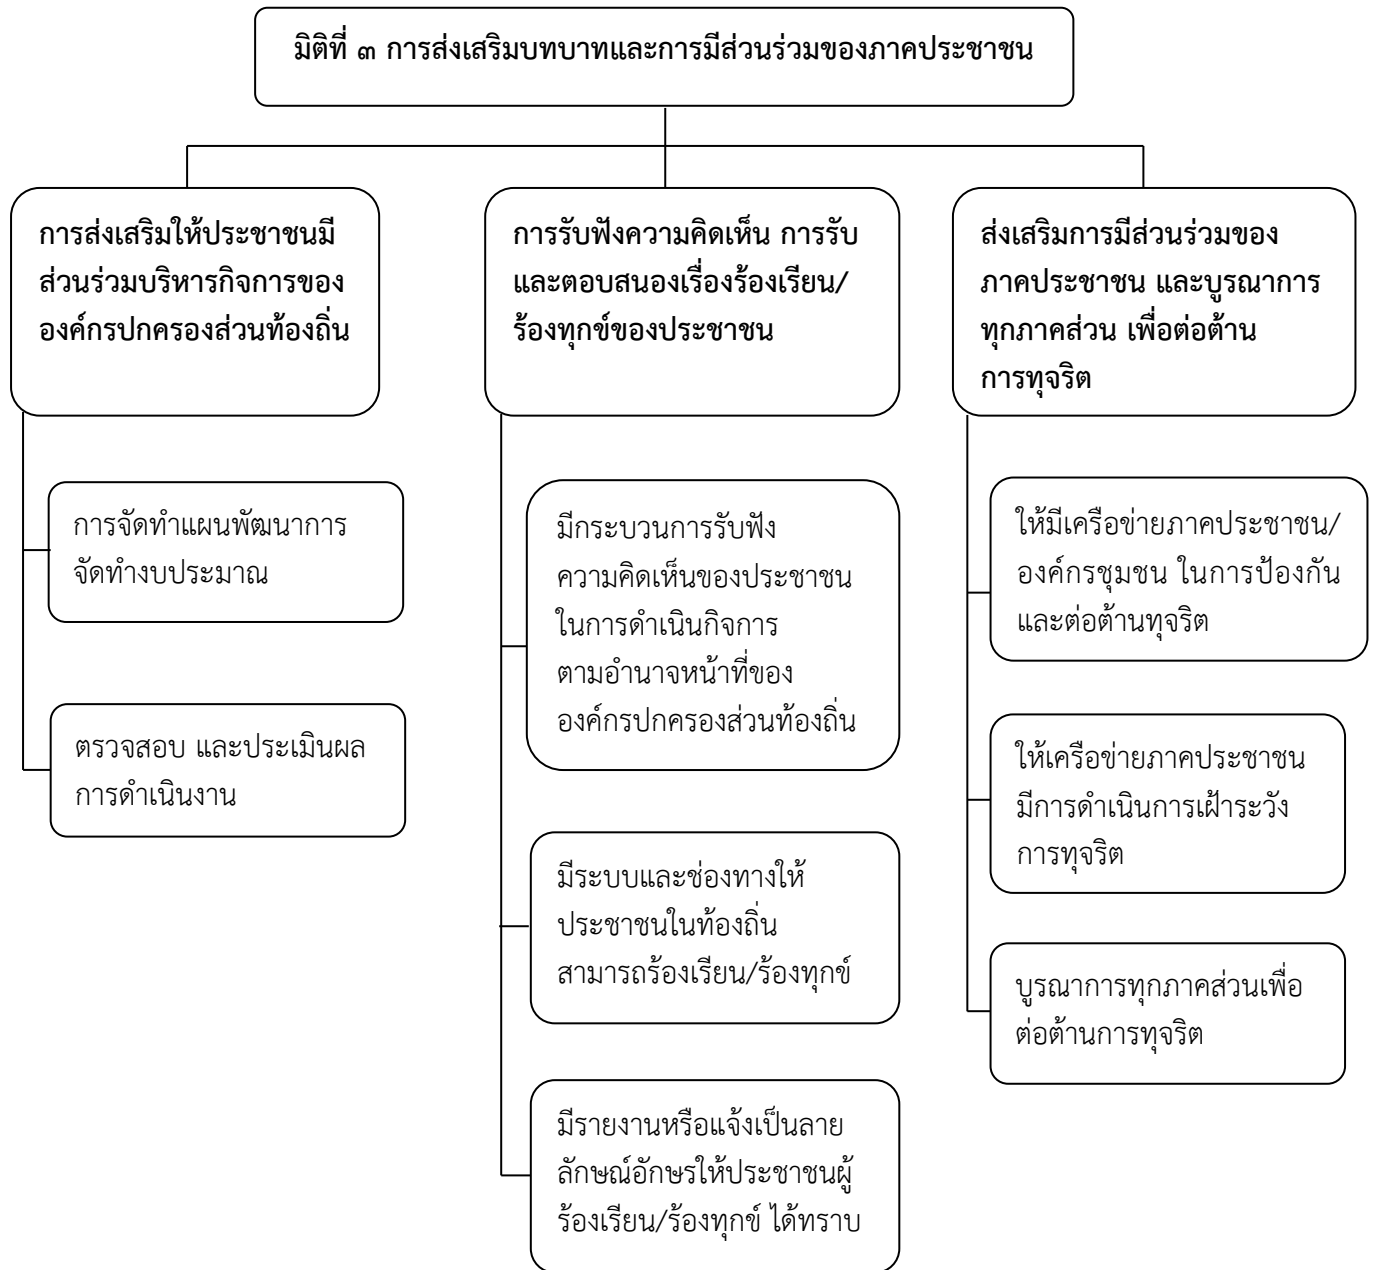 มิติที่ ๓ การส่งเสริมบทบาทและการมีส่วนร่วมของภาคประชาชน
การส่งเสริมให้ประชาชนมี
ส่วนร่วมบริหารกิจการของ
องค์กรปกครองส่วนท้องถิ่น
การจัดทำแผนพัฒนาการ
จัดทำงบประมาณ
ตรวจสอบ และประเมินผล
การดำเนินงาน
การรับฟังความคิดเห็น การรับ
และตอบสนองเรื่องร้องเรียน/
ร้องทุกข์ของประชาชน
มีกระบวนการรับฟัง
ความคิดเห็นของประชาชน
ในการดำเนินกิจการ
ตามอำนาจหน้าที่ของ
องค์กรปกครองส่วนท้องถิ่น
มีระบบและช่องทางให้
ประชาชนในท้องถิ่น
สามารถร้องเรียน/ร้องทุกข์
มีรายงานหรือแจ้งเป็นลาย
ลักษณ์อักษรให้ประชาชนผู้
ร้องเรียน/ร้องทุกข์ ได้ทราบ
ส่งเสริมการมีส่วนร่วมของ
ภาคประชาชน และบูรณาการ
ทุกภาคส่วน เพื่อต่อต้าน
การทุจริต
ให้มีเครือข่ายภาคประชาชน/
องค์กรชุมชน ในการป้องกัน
และต่อต้านทุจริต
ให้เครือข่ายภาคประชาชน
มีการดำเนินการเฝ้าระวัง
การทุจริต
บูรณาการทุกภาคส่วนเพื่อ
ต่อต้านการทุจริต